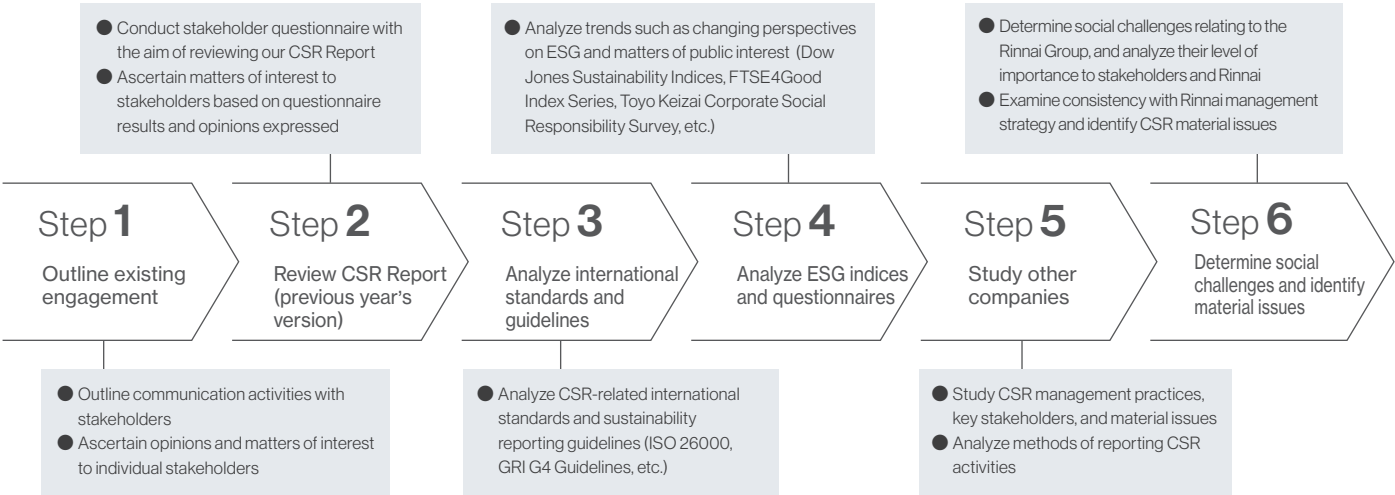 ● Conduct stakeholder questionnaire with
the aim of reviewing our CSR Report
● Ascertain matters of interest to
stakeholders based on questionnaire
results and opinions expressed
● Analyze trends such as changing perspectives
on ESG and matters of public interest (Dow
Jones Sustainability Indices, FTSE4Good
Index Series, Toyo Keizai Corporate Social
Responsibility Survey, etc.)
● Determine social challenges relating to the
Rinnai Group, and analyze their level of
importance to stakeholders and Rinnai
● Examine consistency with Rinnai management
strategy and identify CSR material issues
Step 1
Outline existing
engagement
Step 2
Review CSR Report
(previous year's
version)
Step 3
Analyze international
standards and
guidelines
Step 4
Analyze ESG indices
and questionnaires
Step 5
Study other
companies
Step 6
Determine social
challenges and identify
material issues
● Outline communication activities with
stakeholders
● Ascertain opinions and matters of interest
to individual stakeholders
● Analyze CSR-related international
standards and sustainability
reporting guidelines (ISO 26000,
GRI G4 Guidelines, etc.)
● Study CSR management practices,
key stakeholders, and material issues
● Analyze methods of reporting CSR
activities